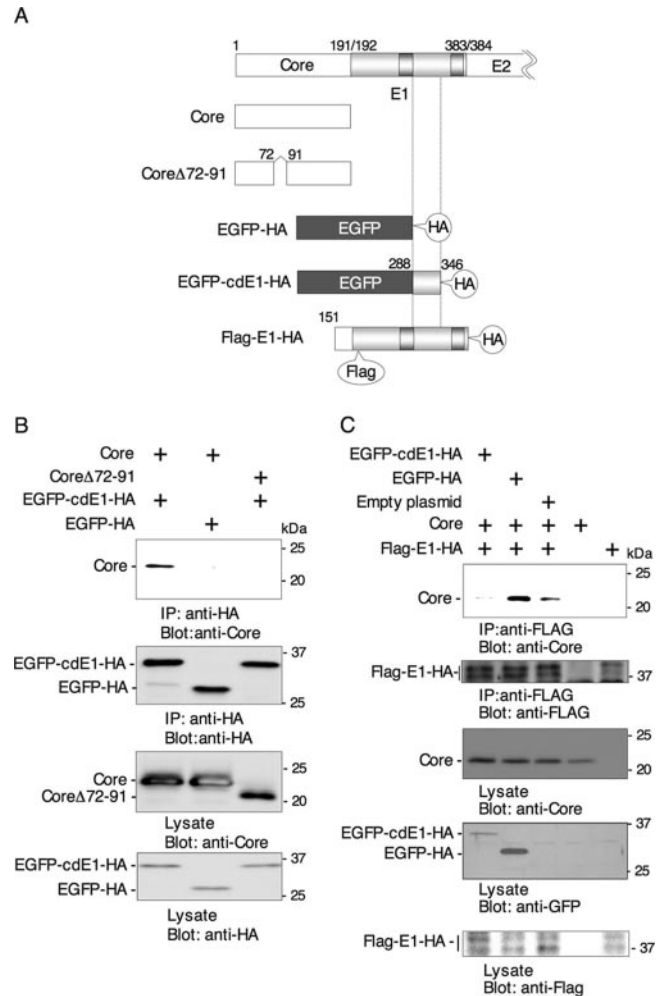 A
1 191/192 383/384
Core E2
E1
Core
72 91
CoreΔ72-91
EGFP-HA EGFP HA
288 346
EGFP-cdE1-HA EGFP HA
151
Flag-E1-HA HA
Flag
B
Core + +
CoreΔ72-91 +
EGFP-cdE1-HA + +
EGFP-HA + kDa
Core - - 25
- 20
IP: anti-HA
Blot:anti-Core
EGFP-cdE1-HA - - 37
EGFP-HA - - 25
IP: anti-HA
Blot:anti-HA
Core - - 25
CoreΔ72-91 - - 20
Lysate
Blot: anti-Core
EGFP-cdE1-HA - - 37
EGFP-HA - - 25
Lysate
Blot: anti-HA
C
EGFP-cdE1-HA +
EGFP-HA +
Empty plasmid +
Core + + + +
Flag-E1-HA + + + + kDa
- 25
Core - - 20
IP:anti-FLAG
Blot: anti-Core
Flag-E1-HA - - 37
IP:anti-FLAG
Blot: anti-FLAG
- 25
Core - - 20
Lysate
Blot: anti-Core
EGFP-cdE1-HA - - 37
EGFP-HA -
- 25
Lysate
Blot: anti-GFP
Flag-E1-HA - - 37
Lysate
Blot: anti-Flag